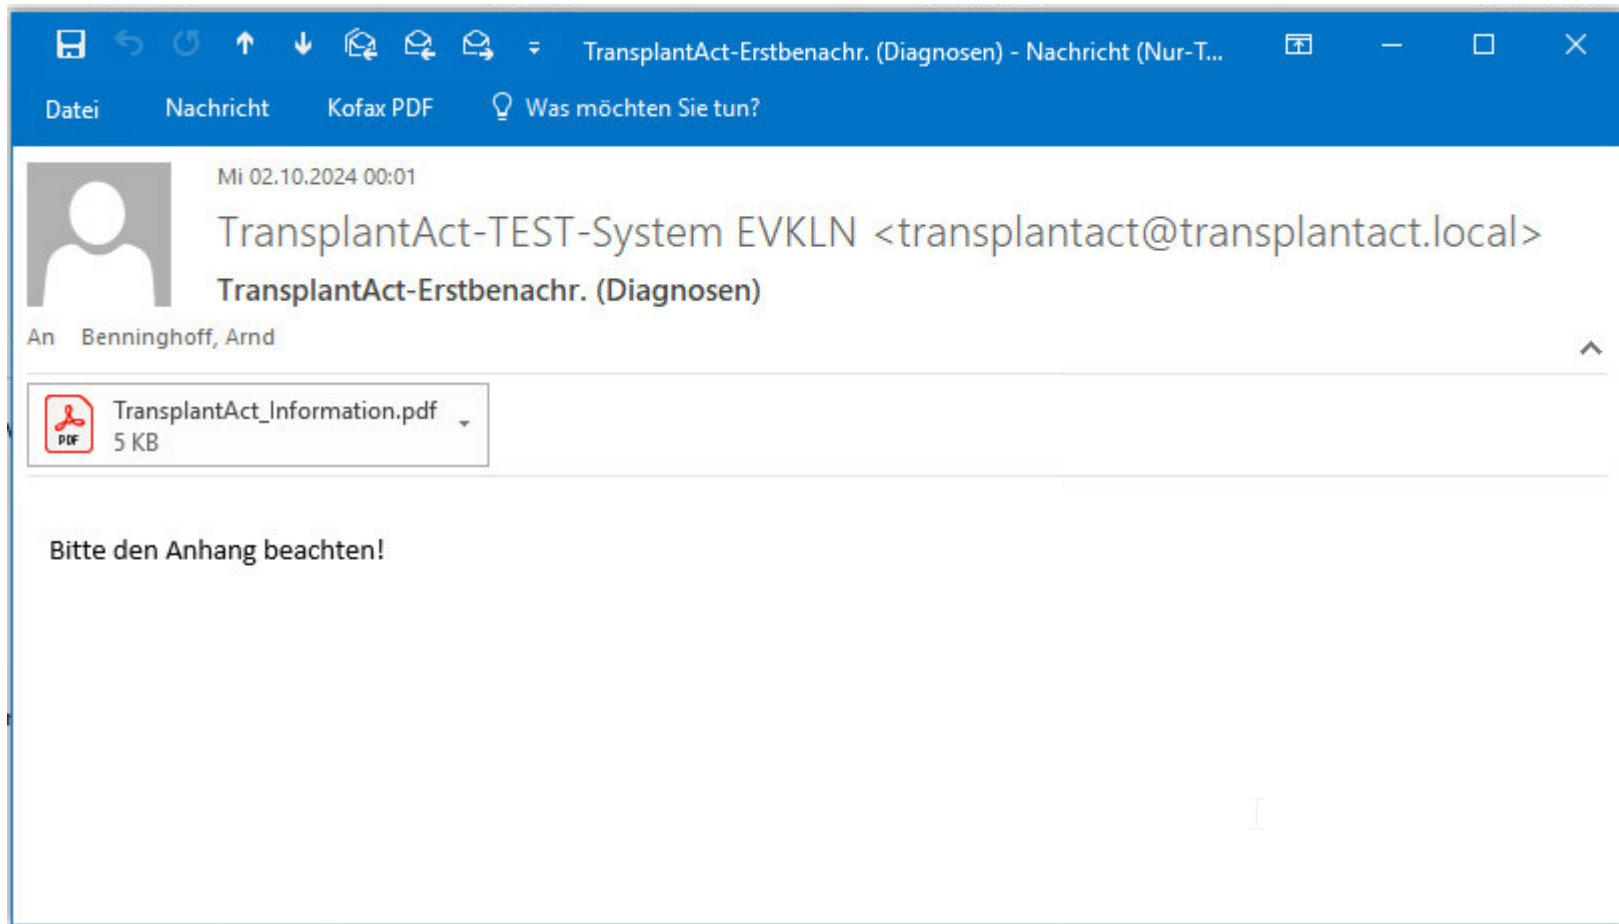 TransplantAct-Erstbenachr. (Diagnosen) - Nachricht (Nur-T...
Datei Nachricht Kofax PDF Was möchten Sie tun?
Mi 02.10.2024 00:01
TransplantAct-TEST-System EVKLN <transplantact@transplantact.local>
TransplantAct-Erstbenachr. (Diagnosen)
An Benninghoff, Arnd
TransplantAct_Information.pdf
PDF
5 KB
Bitte den Anhang beachten!